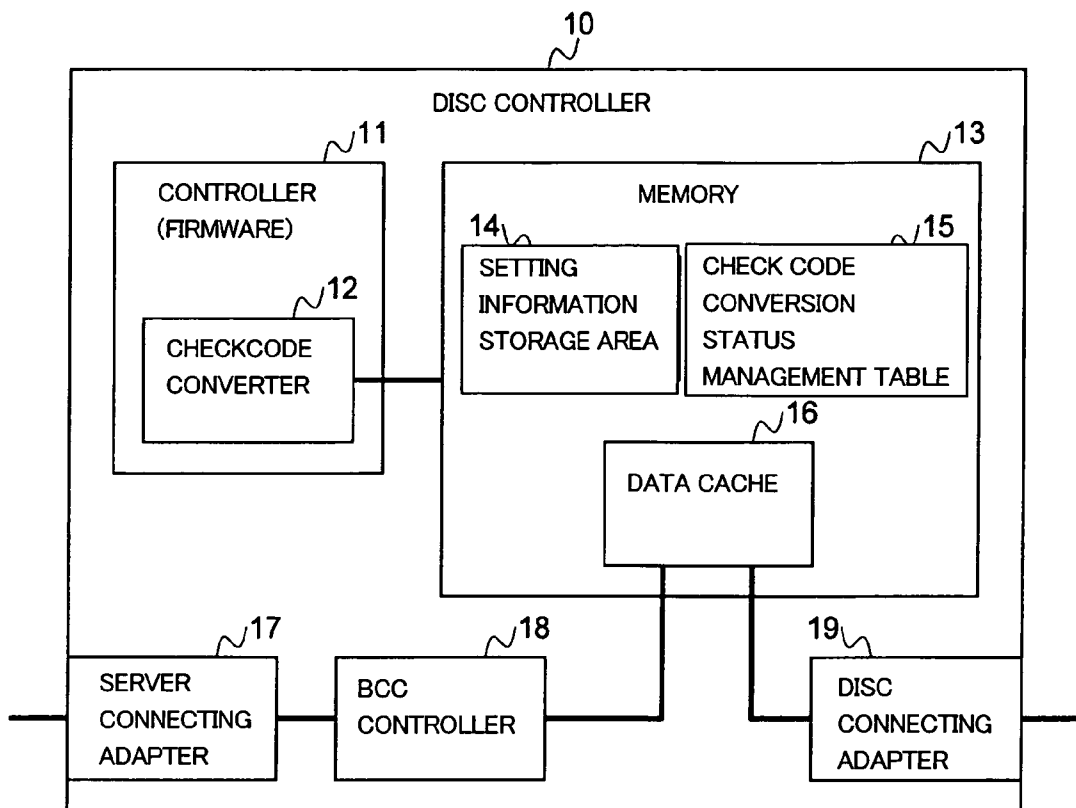 10
DISC CONTROLLER
11
CONTROLLER
(FIRMWARE)
12
CHECKCODE
CONVERTER
13
MEMORY
14
SETTING
INFORMATION
STORAGE AREA
15
CHECK CODE
CONVERSION
STATUS
MANAGEMENT TABLE
16
DATA CACHE
17
SERVER
CONNECTING
ADAPTER
18
BCC
CONTROLLER
19
DISC
CONNECTING
ADAPTER